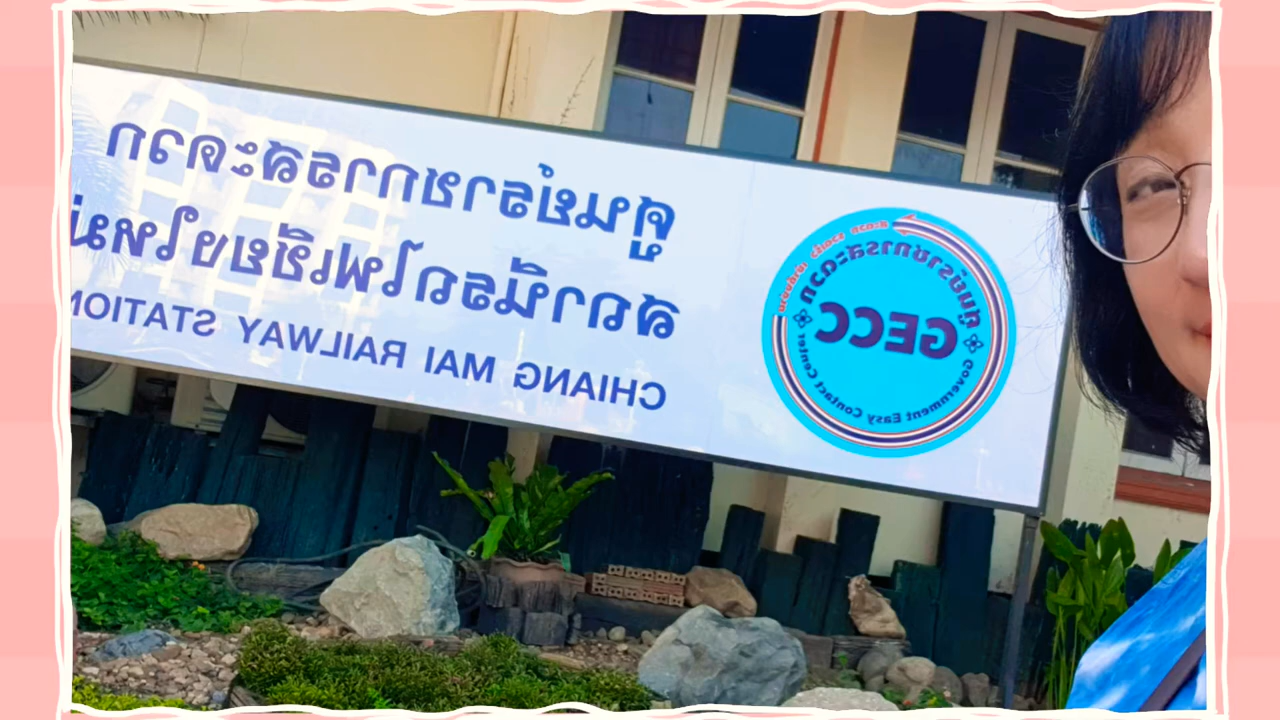 ศูนย์ราชการสะดวก
สถานีรถไฟเชียงใหม่
CHIANG MAI RAILWAY STATION
ศูนย์ราชการสะดวก
GECC
Government Easy Contact Center